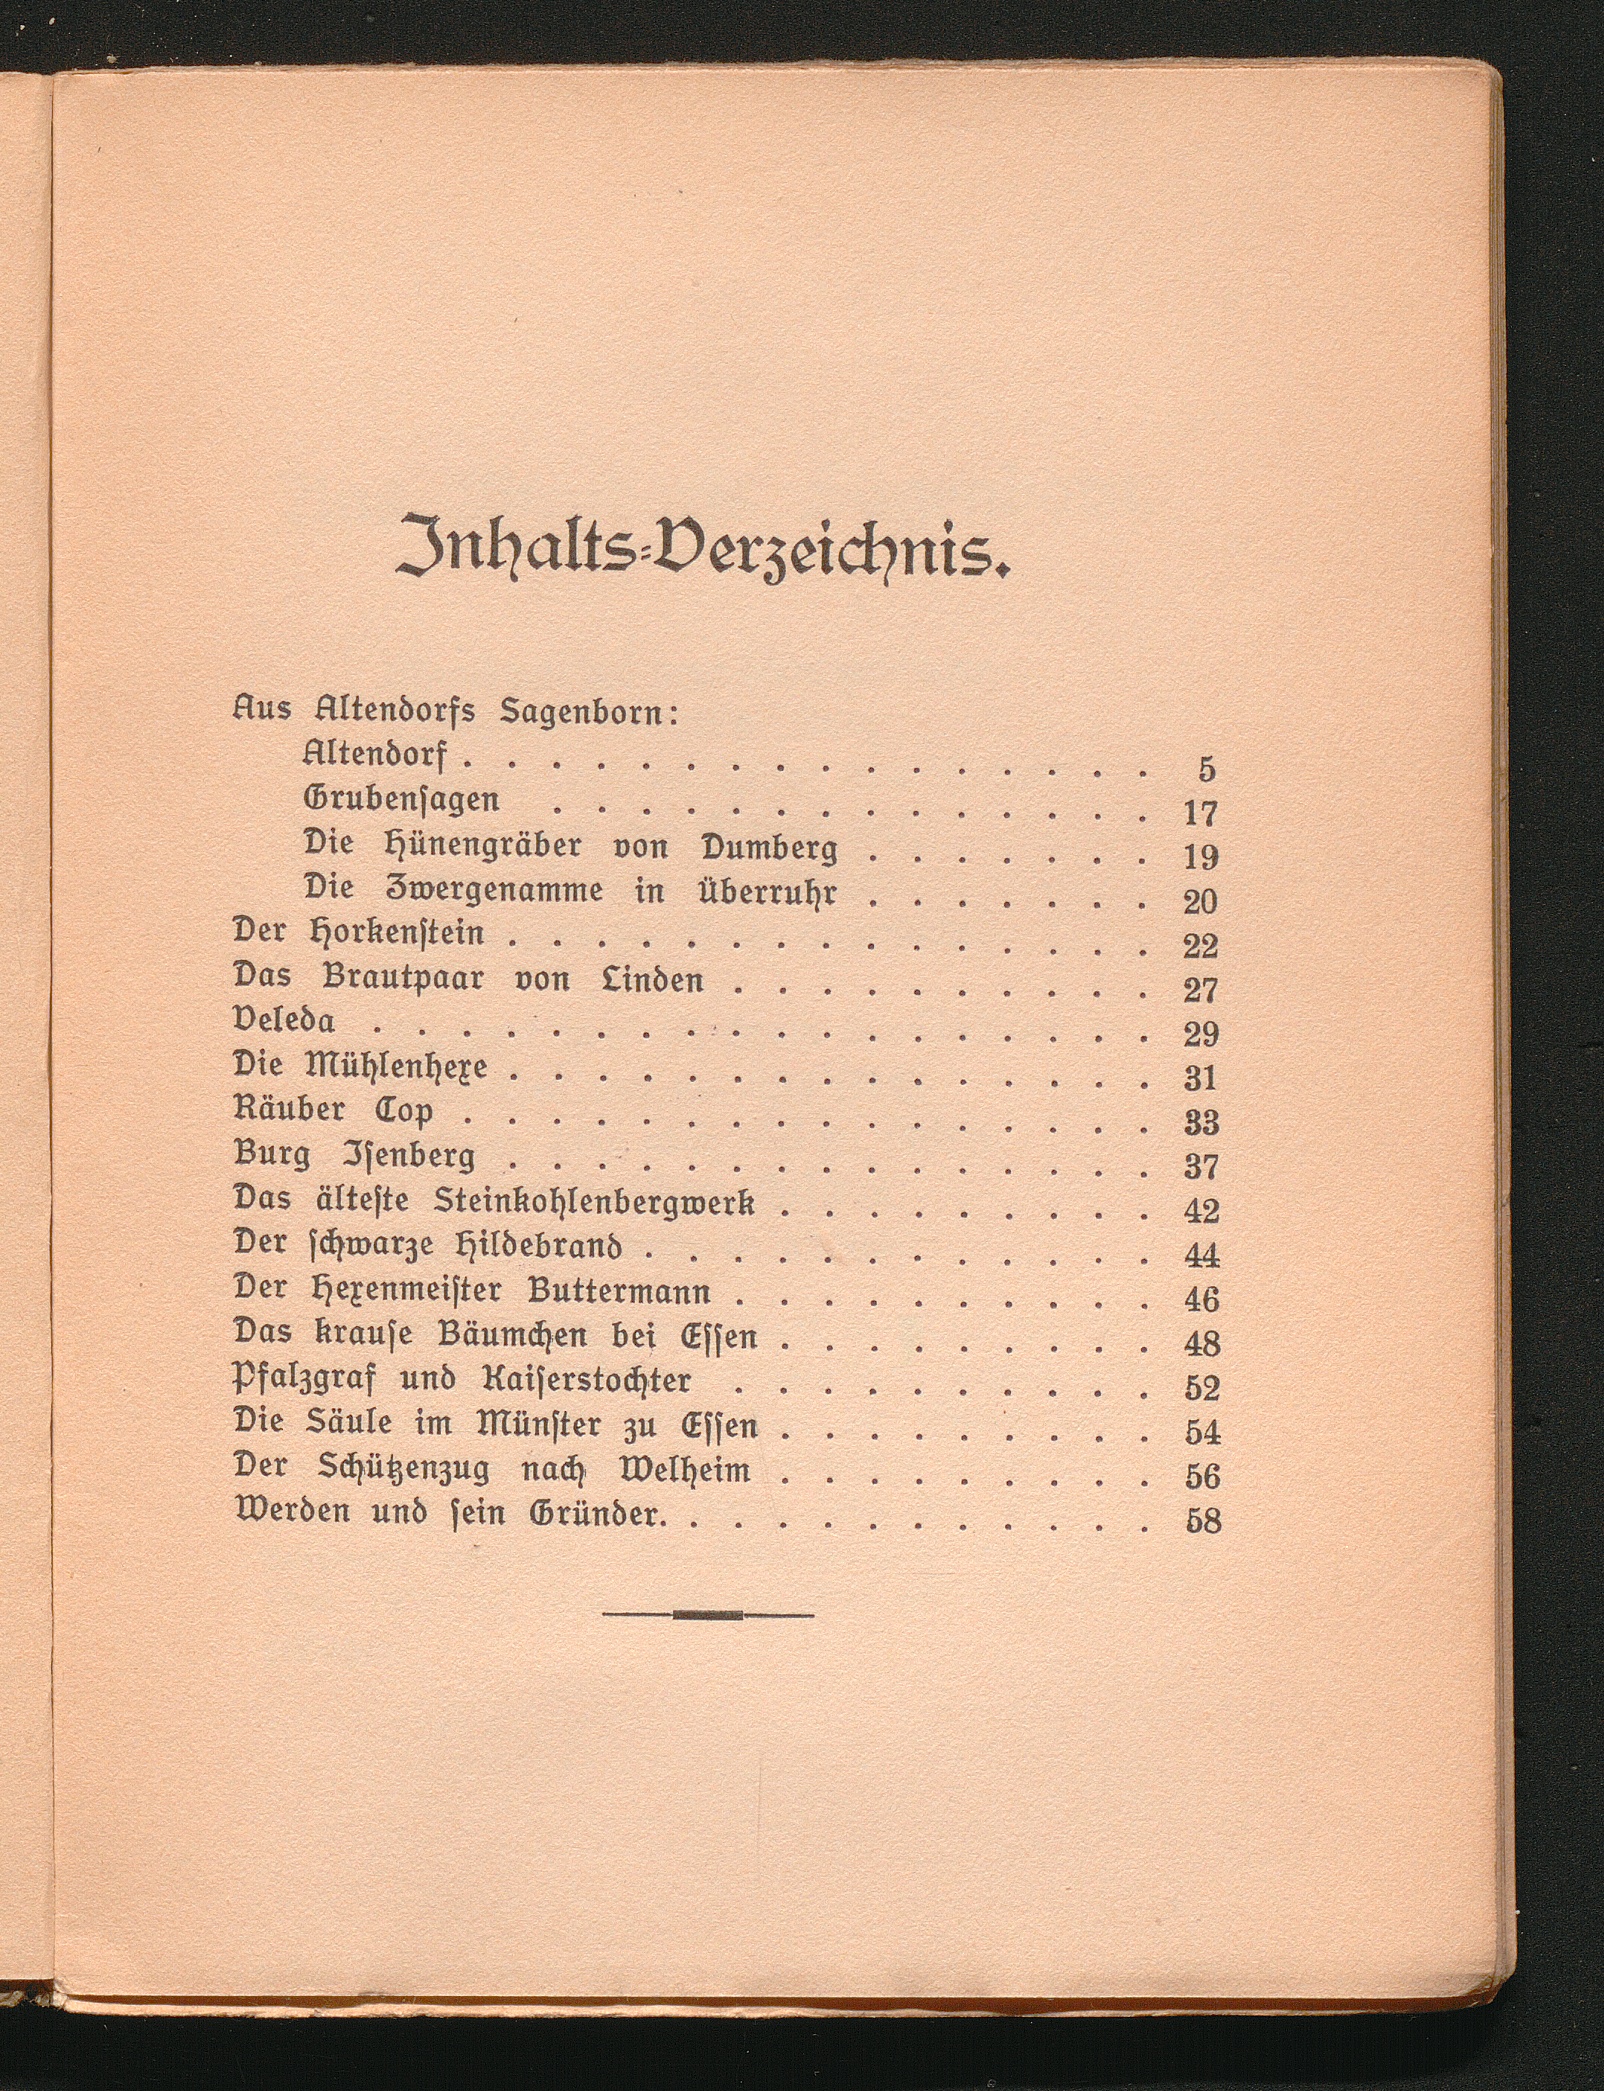 Inhalts-Verzeichnis.
Aus Altendorfs Sagenborn:
Altendorf . . . . . . . . . . . . . . . . 5
Grubenſagen . . . . . . . . . . . . . . 17
Die Hünengräber von Dumberg . . . . . . . 19
Die Zwergenamme in Überruhr . . . . . . . 20
Der Horkenſtein . . . . . . . . . . . . . . . 22
Das Brautpaar von Linden . . . . . . . . . . 27
Veleda . . . . . . . . . . . . . . . . . . 29
Die Mühlenhexe . . . . . . . . . . . . . . . 31
Räuber Cop . . . . . . . . . . . . . . . . 33
Burg Iſenberg . . . . . . . . . . . . . . . 37
Das älteſte Steinkohlenbergwerk . . . . . . . . . 42
Der ſchwarze Hildebrand . . . . . . . . . . . . 44
Der Hexenmeiſter Buttermann . . . . . . . . . . 46
Das krauſe Bäumchen bei Eſſen . . . . . . . . . 48
Pfalzgraf und Kaiſerstochter . . . . . . . . . . 52
Die Säule im Münſter zu Eſſen . . . . . . . . . 54
Der Schützenzug nach Welheim . . . . . . . . . 56
Werden und ſein Gründer. . . . . . . . . . . . 58